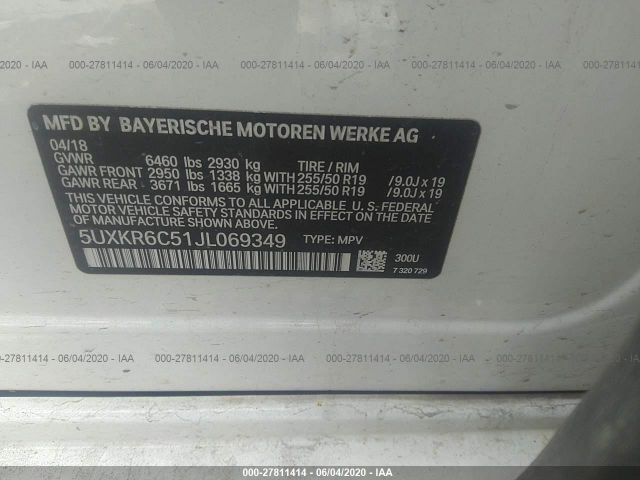 000-27811414 - 06/04/2020 - IAA
MFD BY BAYERISCHE MOTOREN WERKE AG
04/18
GVWR 6460 lbs 2930 kg TIRE / RIM
GAWR FRONT 2950 lbs 1338 kg WITH 255/50 R19 / 9.0J x 19
GAWR REAR 3671 lbs 1665 kg WITH 255/50 R19 / 9.0J x 19
THIS VEHICLE CONFORMS TO ALL APPLICABLE U.S. FEDERAL
MOTOR VEHICLE SAFETY STANDARDS IN EFFECT ON THE
DATE OF MANUFACTURE SHOWN ABOVE.
5UXKR6C51JL069349 TYPE: MPV
300U
7 320 729
000-27811414 - 06/04/2020 - IAA
000-27811414 - 06/04/2020 - IAA